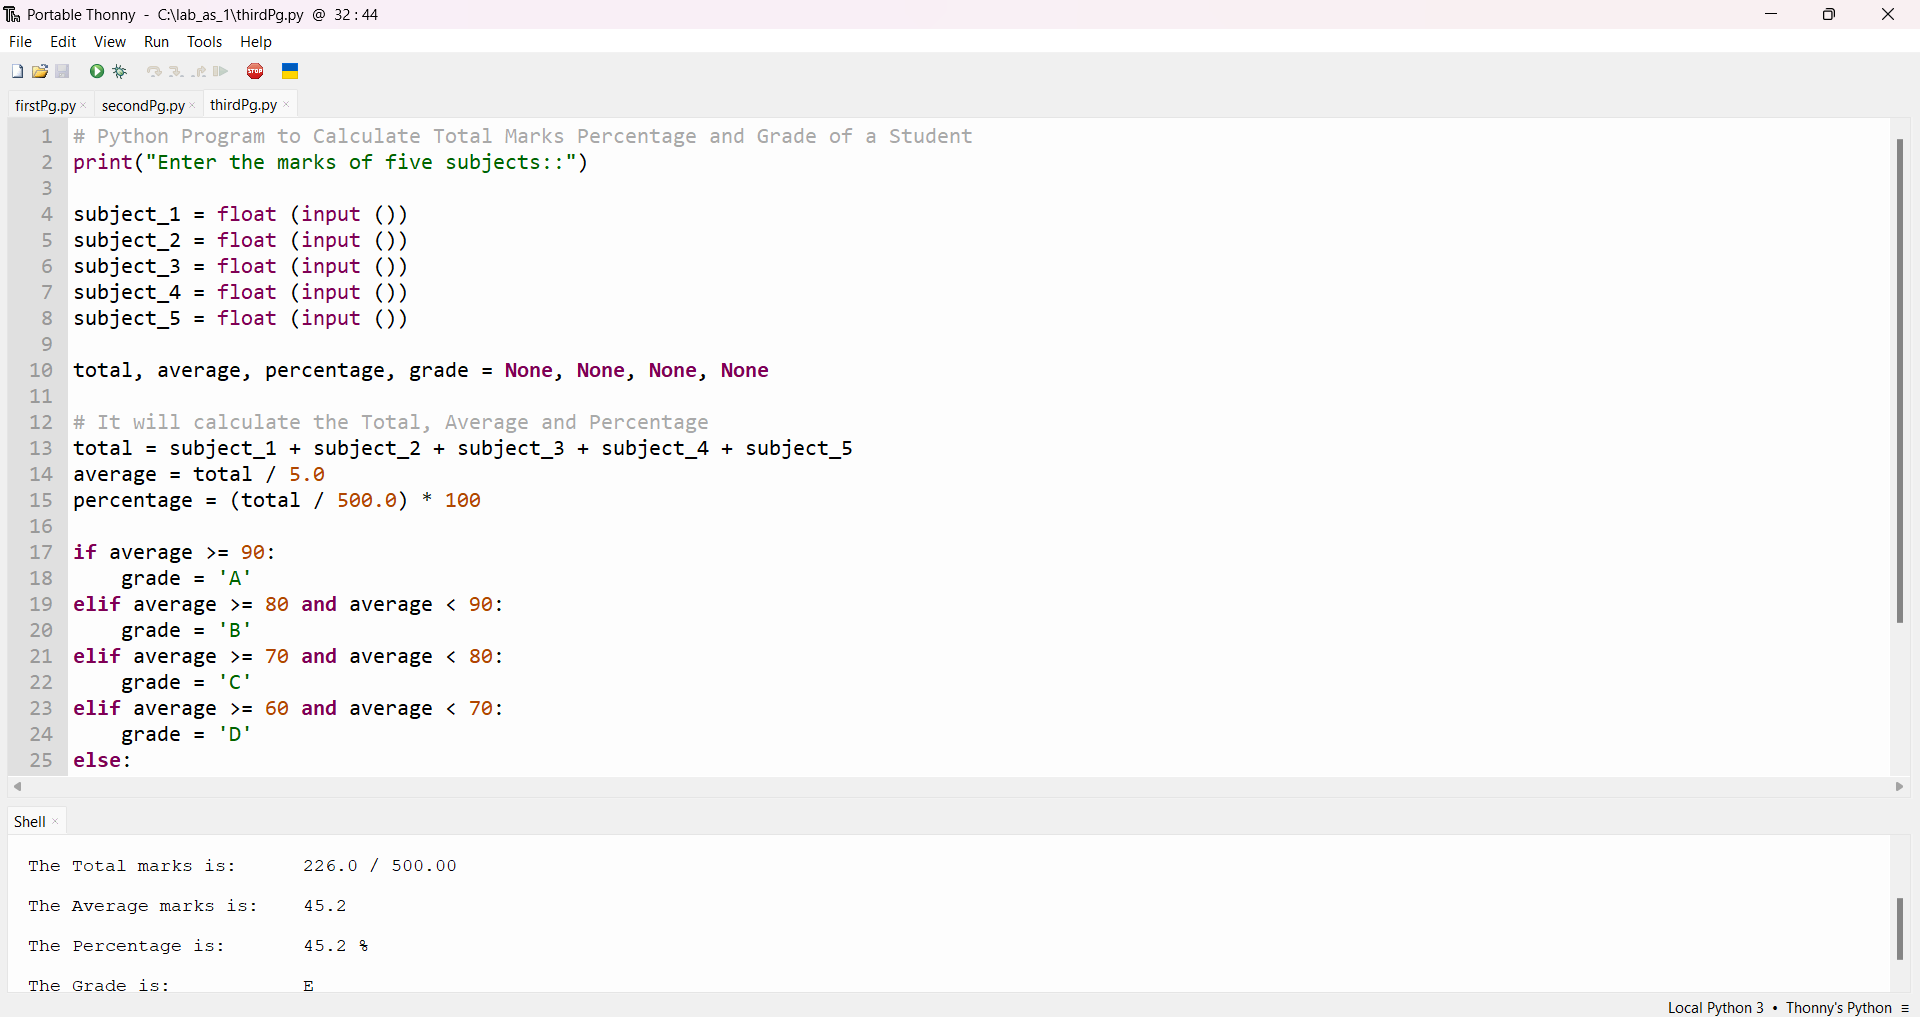 Portable Thonny - C:\lab_as_1\thirdPg.py @ 32 : 44
File Edit View Run Tools Help
STOP
firstPg.py × secondPg.py × thirdPg.py ×
1 # Python Program to Calculate Total Marks Percentage and Grade of a Student
2 print("Enter the marks of five subjects::")
3
4 subject_1 = float (input ())
5 subject_2 = float (input ())
6 subject_3 = float (input ())
7 subject_4 = float (input ())
8 subject_5 = float (input ())
9
10 total, average, percentage, grade = None, None, None, None
11
12 # It will calculate the Total, Average and Percentage
13 total = subject_1 + subject_2 + subject_3 + subject_4 + subject_5
14 average = total / 5.0
15 percentage = (total / 500.0) * 100
16
17 if average >= 90:
18     grade = 'A'
19 elif average >= 80 and average < 90:
20     grade = 'B'
21 elif average >= 70 and average < 80:
22     grade = 'C'
23 elif average >= 60 and average < 70:
24     grade = 'D'
25 else:
Shell ×
The Total marks is:      226.0 / 500.00
The Average marks is:    45.2
The Percentage is:       45.2 %
The Grade is:            E
Local Python 3 • Thonny's Python ≡